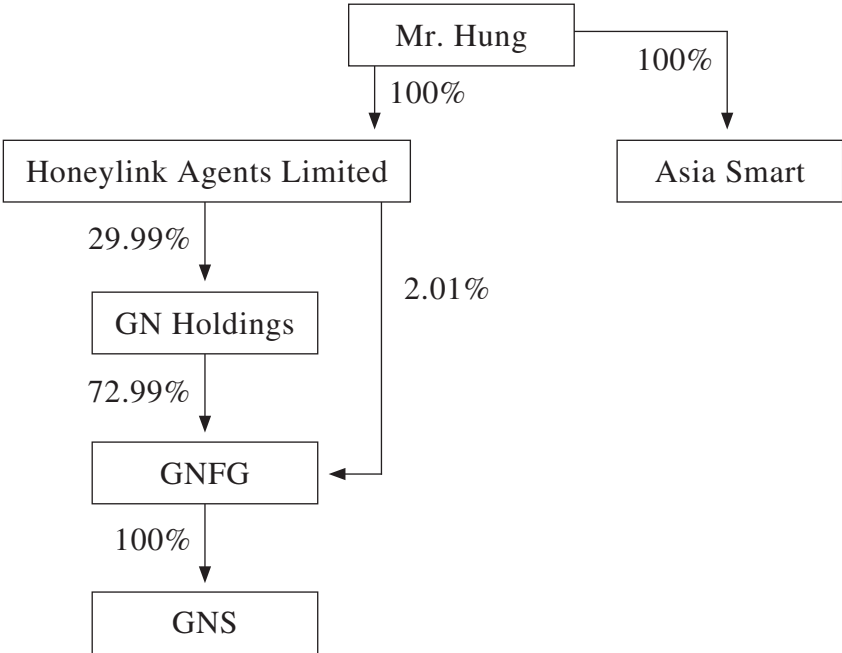 Mr. Hung
100%
100%
Honeylink Agents Limited
Asia Smart
29.99%
2.01%
GN Holdings
72.99%
GNFG
100%
GNS